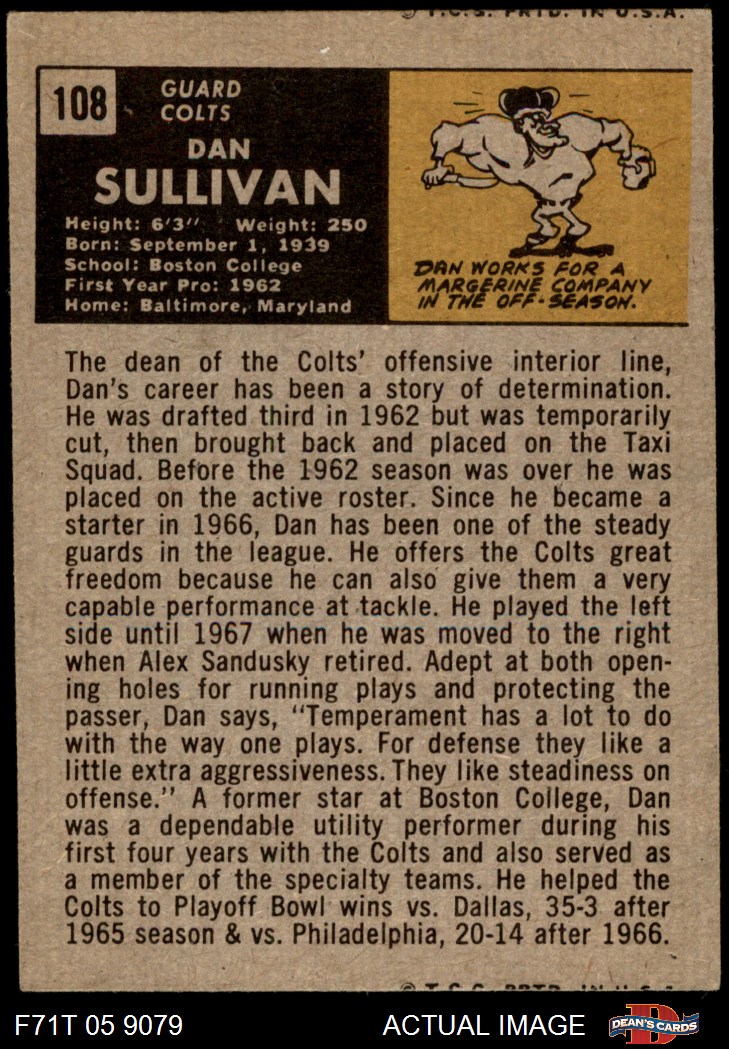 © T.C.G. PRTD. IN U.S.A.
108
GUARD
COLTS
DAN
SULLIVAN
Height: 6'3" Weight: 250
Born: September 1, 1939
School: Boston College
First Year Pro: 1962
Home: Baltimore, Maryland
DAN WORKS FOR A
MARGERINE COMPANY
IN THE OFF-SEASON.
The dean of the Colts' offensive interior line,
Dan's career has been a story of determination.
He was drafted third in 1962 but was temporarily
cut, then brought back and placed on the Taxi
Squad. Before the 1962 season was over he was
placed on the active roster. Since he became a
starter in 1966, Dan has been one of the steady
guards in the league. He offers the Colts great
freedom because he can also give them a very
capable performance at tackle. He played the left
side until 1967 when he was moved to the right
when Alex Sandusky retired. Adept at both open-
ing holes for running plays and protecting the
passer, Dan says, "Temperament has a lot to do
with the way one plays. For defense they like a
little extra aggressiveness. They like steadiness on
offense." A former star at Boston College, Dan
was a dependable utility performer during his
first four years with the Colts and also served as
a member of the specialty teams. He helped the
Colts to Playoff Bowl wins vs. Dallas, 35-3 after
1965 season & vs. Philadelphia, 20-14 after 1966.
© T.C.G. PRTD. IN U.S.A.
F71T 05 9079 ACTUAL IMAGE
D
DEAN'S CARDS